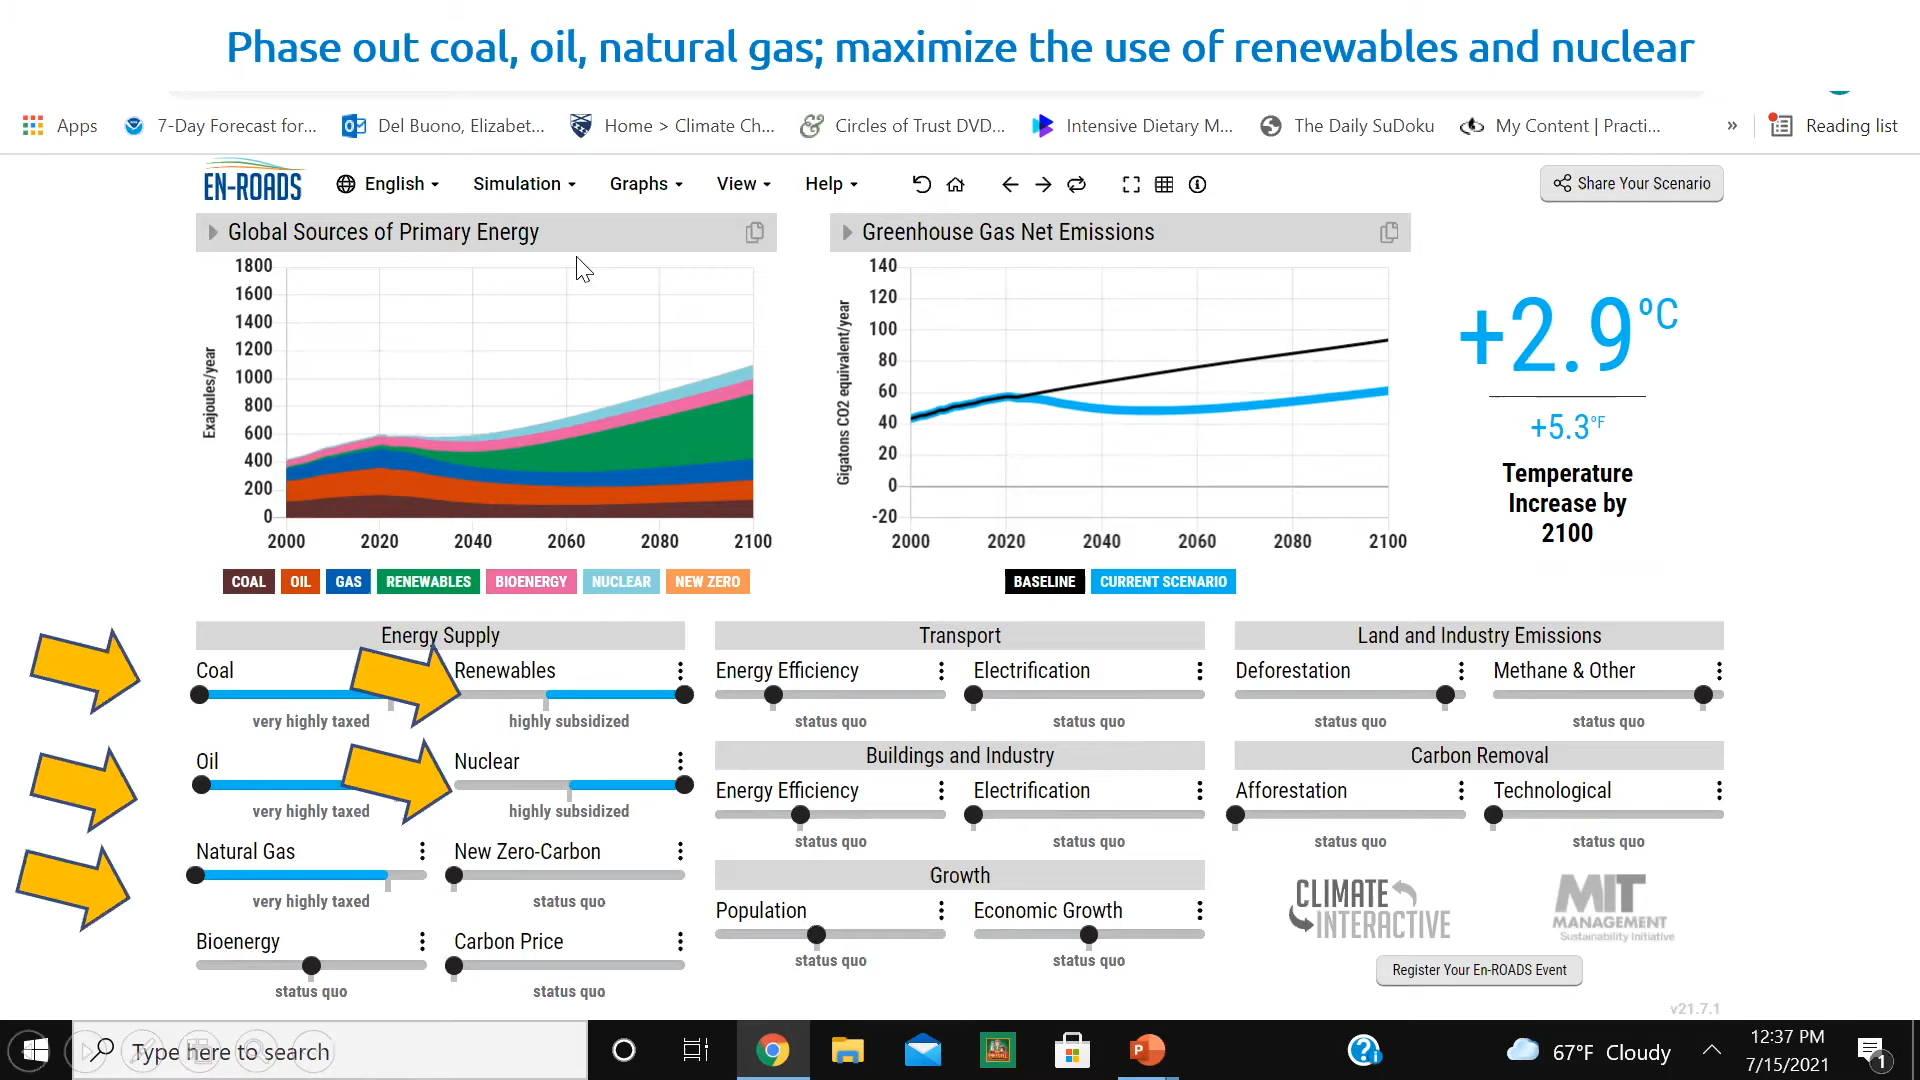 Phase out coal, oil, natural gas; maximize the use of renewables and nuclear
Apps
7-Day Forecast for...
Del Buono, Elizabet...
Home > Climate Ch...
Circles of Trust DVD...
Intensive Dietary M...
The Daily SuDoku
My Content | Practi...
»
Reading list
EN-ROADS
English
Simulation
Graphs
View
Help
Share Your Scenario
Global Sources of Primary Energy
Exajoules/year
1800
1600
1400
1200
1000
800
600
400
200
0
2000 2020 2040 2060 2080 2100
COAL OIL GAS RENEWABLES BIOENERGY NUCLEAR NEW ZERO
Greenhouse Gas Net Emissions
Gigatons CO2 equivalent/year
140
120
100
80
60
40
20
0
-20
2000 2020 2040 2060 2080 2100
BASELINE CURRENT SCENARIO
+2.9°C
+5.3°F
Temperature
Increase by
2100
Energy Supply
Coal
very highly taxed
Renewables
highly subsidized
Oil
very highly taxed
Nuclear
highly subsidized
Natural Gas
very highly taxed
New Zero-Carbon
status quo
Bioenergy
status quo
Carbon Price
status quo
Transport
Energy Efficiency
status quo
Electrification
status quo
Buildings and Industry
Energy Efficiency
status quo
Electrification
status quo
Growth
Population
status quo
Economic Growth
status quo
Land and Industry Emissions
Deforestation
status quo
Methane & Other
status quo
Carbon Removal
Afforestation
status quo
Technological
status quo
CLIMATE
INTERACTIVE
MIT
MANAGEMENT
Sustainability Initiative
Register Your En-ROADS Event
v21.7.1
Type here to search
67°F Cloudy
12:37 PM
7/15/2021
1